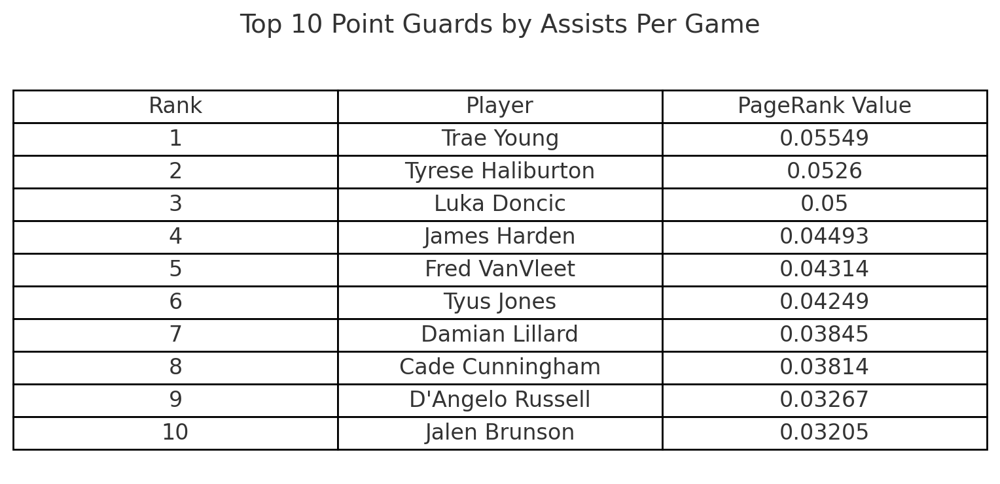 Top 10 Point Guards by Assists Per Game
Rank Player PageRank Value
1 Trae Young 0.05549
2 Tyrese Haliburton 0.0526
3 Luka Doncic 0.05
4 James Harden 0.04493
5 Fred VanVleet 0.04314
6 Tyus Jones 0.04249
7 Damian Lillard 0.03845
8 Cade Cunningham 0.03814
9 D'Angelo Russell 0.03267
10 Jalen Brunson 0.03205